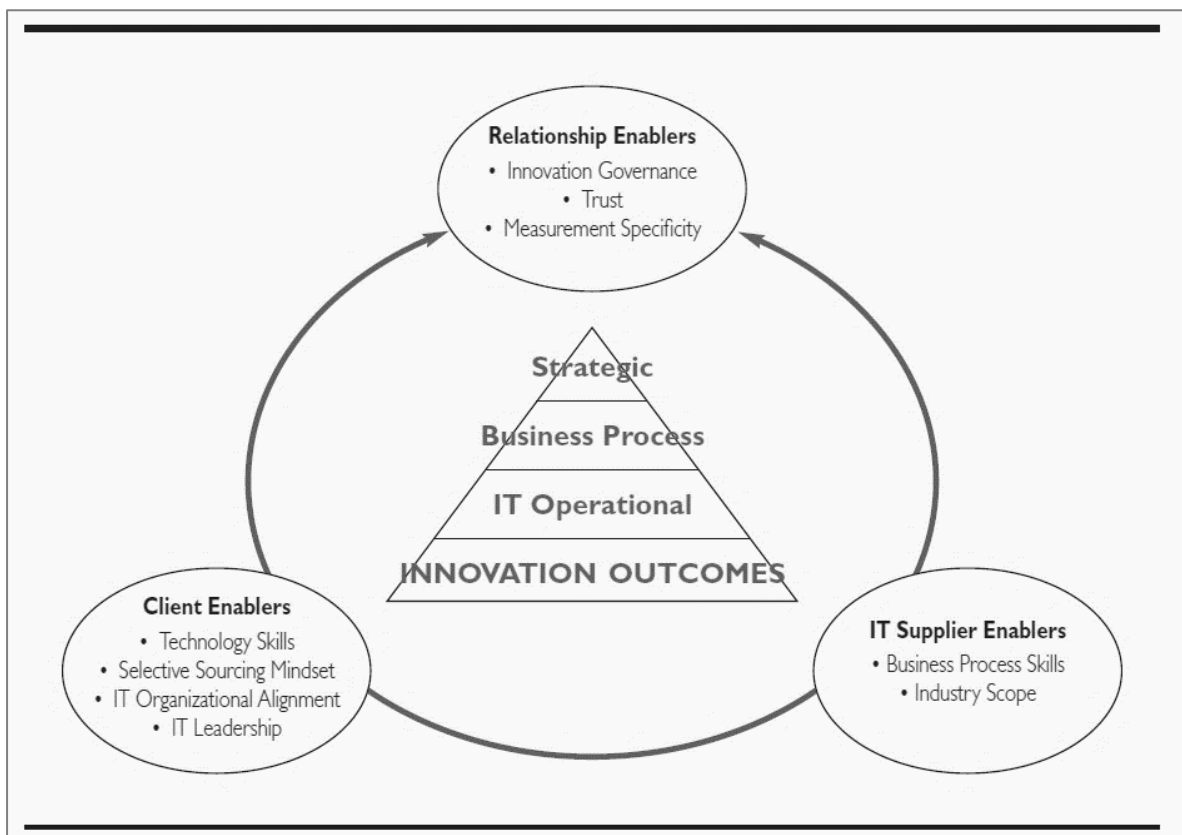 Relationship Enablers
• Innovation Governance
• Trust
• Measurement Specificity
Strategic
Business Process
IT Operational
INNOVATION OUTCOMES
Client Enablers
• Technology Skills
• Selective Sourcing Mindset
• IT Organizational Alignment
• IT Leadership
IT Supplier Enablers
• Business Process Skills
• Industry Scope